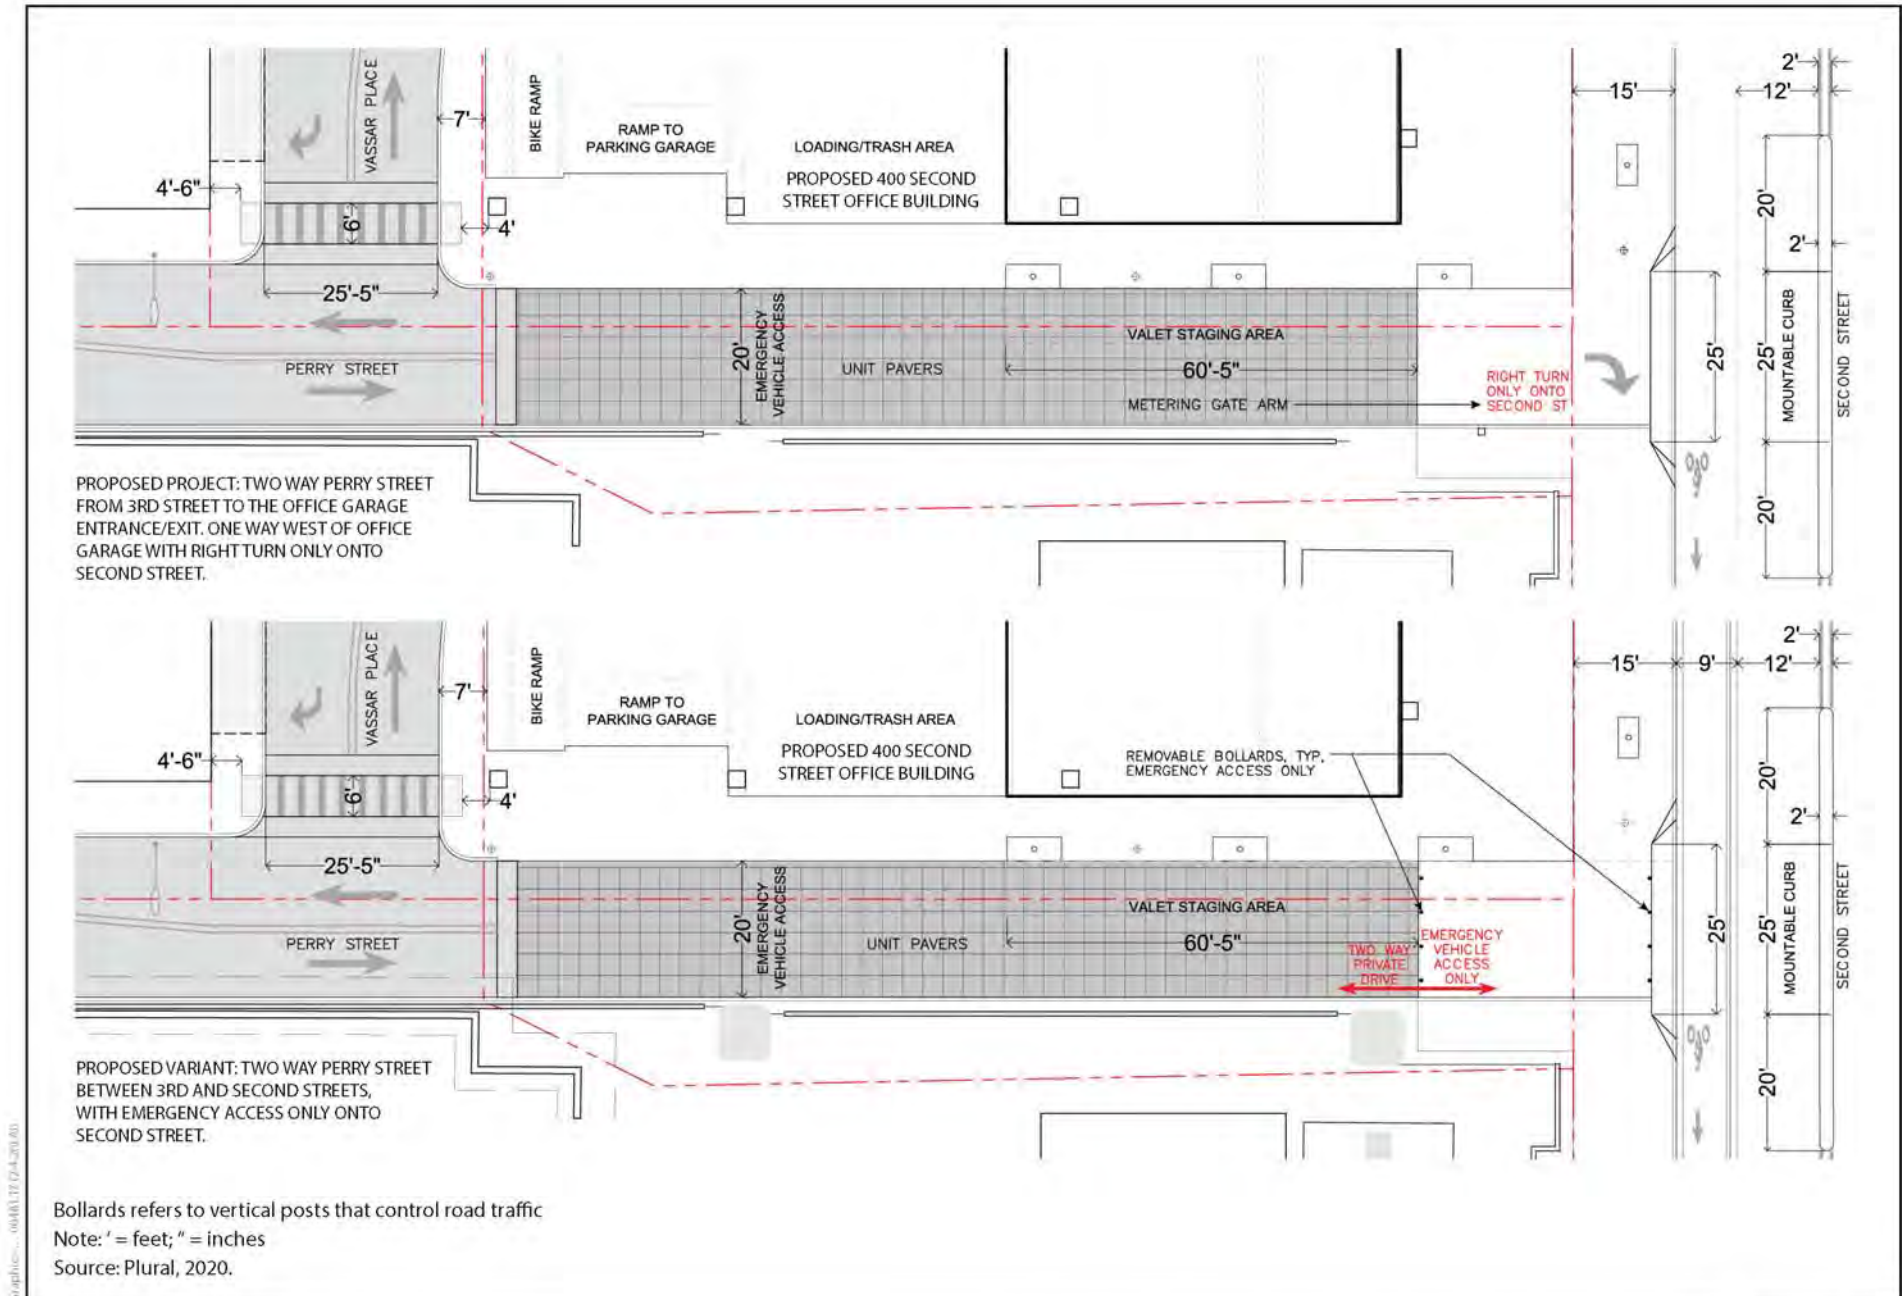 VASSAR PLACE
7'
BIKE RAMP
RAMP TO
PARKING GARAGE
LOADING/TRASH AREA
PROPOSED 400 SECOND
STREET OFFICE BUILDING
15'
2'
12'
4'-6"
6'
4'
25'-5"
20'
2'
PERRY STREET
20'
EMERGENCY
VEHICLE ACCESS
UNIT PAVERS
VALET STAGING AREA
60'-5"
METERING GATE ARM
RIGHT TURN
ONLY ONTO
SECOND ST
25'
25'
MOUNTABLE CURB
SECOND STREET
20'
PROPOSED PROJECT: TWO WAY PERRY STREET
FROM 3RD STREET TO THE OFFICE GARAGE
ENTRANCE/EXIT. ONE WAY WEST OF OFFICE
GARAGE WITH RIGHT TURN ONLY ONTO
SECOND STREET.
VASSAR PLACE
7'
BIKE RAMP
RAMP TO
PARKING GARAGE
LOADING/TRASH AREA
PROPOSED 400 SECOND
STREET OFFICE BUILDING
REMOVABLE BOLLARDS, TYP,
EMERGENCY ACCESS ONLY
15'
9'
2'
12'
4'-6"
6'
4'
25'-5"
20'
2'
PERRY STREET
20'
EMERGENCY
VEHICLE ACCESS
UNIT PAVERS
VALET STAGING AREA
60'-5"
TWO WAY
PRIVATE
DRIVE
EMERGENCY
VEHICLE
ACCESS
ONLY
25'
25'
MOUNTABLE CURB
SECOND STREET
20'
PROPOSED VARIANT: TWO WAY PERRY STREET
BETWEEN 3RD AND SECOND STREETS,
WITH EMERGENCY ACCESS ONLY ONTO
SECOND STREET.
Bollards refers to vertical posts that control road traffic
Note: ' = feet; " = inches
Source: Plural, 2020.